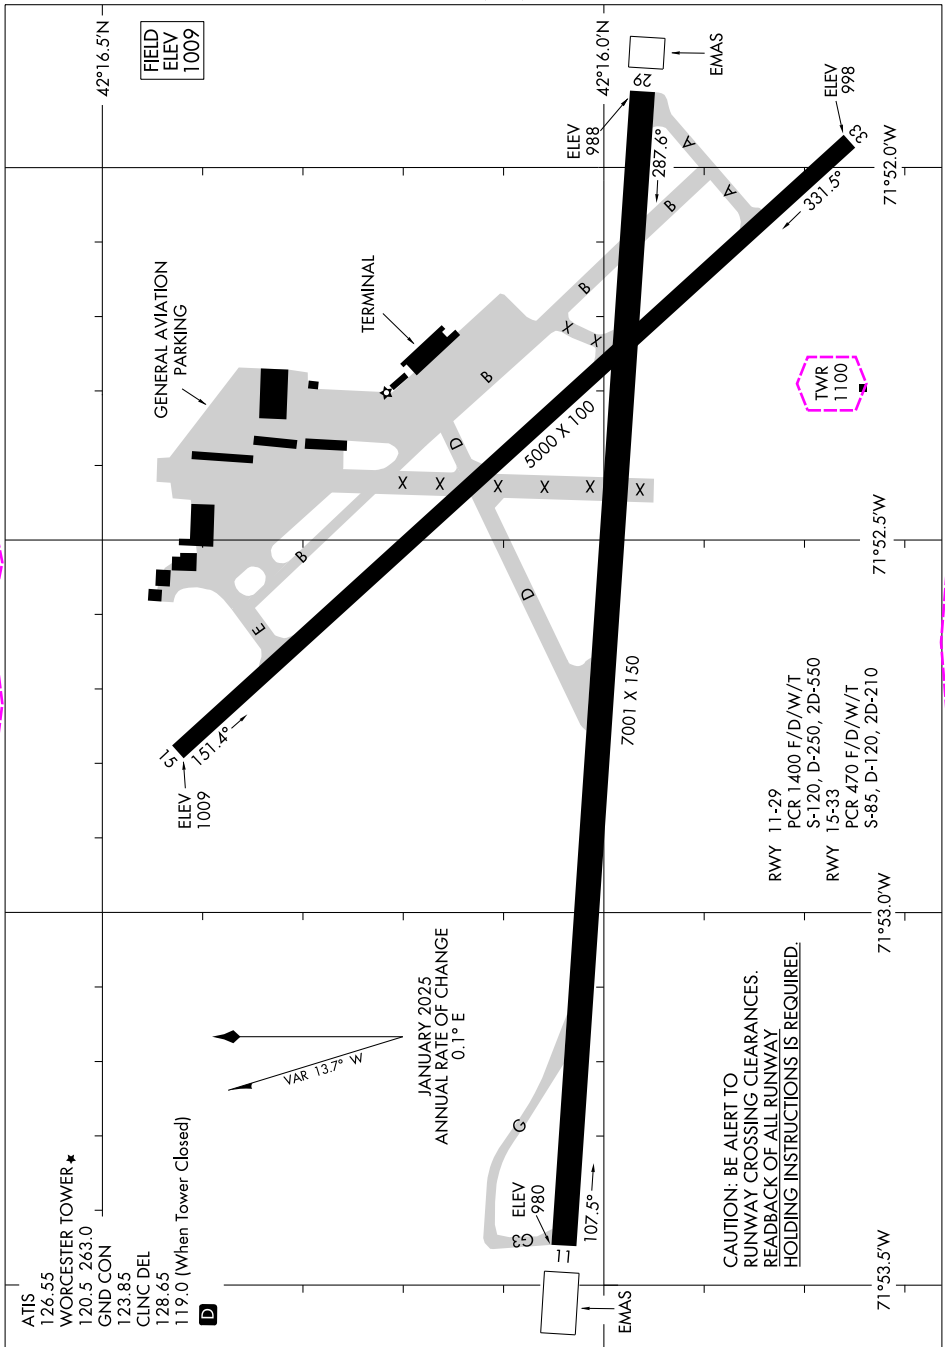 ATIS
126.55
WORCESTER TOWER
120.5 263.0
GND CON
123.85
CLNC DEL
128.65
119.0 (When Tower Closed)
D
FIELD
ELEV
1009
42°16.5'N
42°16.0'N
EMAS
29
ELEV
988
287.6°
A
A
B
ELEV
998
33
331.5°
71°52.0'W
GENERAL AVIATION
PARKING
TERMINAL
B
X
X
B
D
5000 X 100
TWR
1100
X
X
X
X
X
X
71°52.5'W
B
E
D
15
151.4°
ELEV
1009
7001 X 150
RWY 11-29
PCR 1400 F/D/W/T
S-120, D-250, 2D-550
RWY 15-33
PCR 470 F/D/W/T
S-85, D-120, 2D-210
71°53.0'W
VAR 13.7° W
JANUARY 2025
ANNUAL RATE OF CHANGE
0.1° E
G
G3
ELEV
980
11
107.5°
EMAS
CAUTION: BE ALERT TO
RUNWAY CROSSING CLEARANCES.
READBACK OF ALL RUNWAY
HOLDING INSTRUCTIONS IS REQUIRED.
71°53.5'W